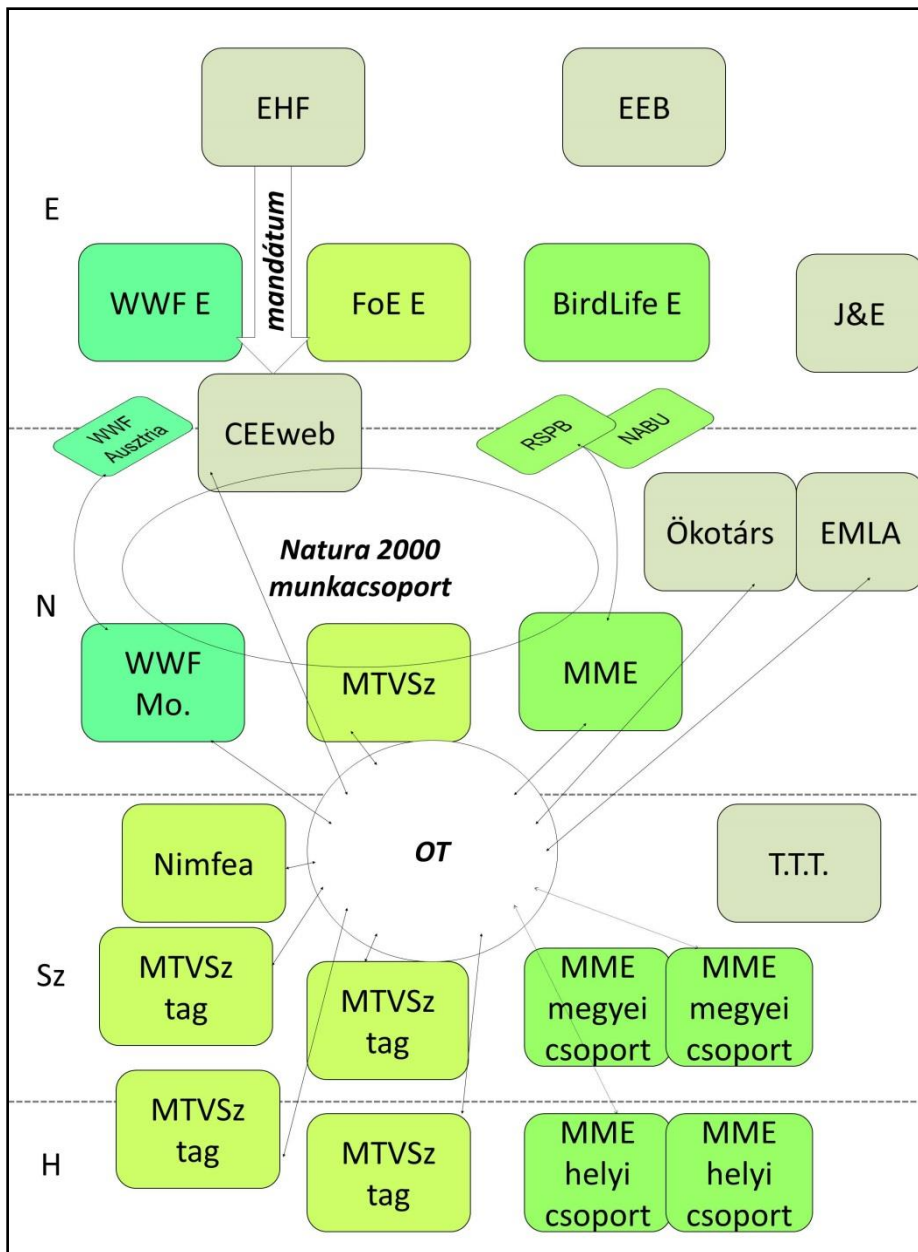 EHF
EEB
E
mandátum
WWF E
FoE E
BirdLife E
J&E
WWF
Ausztria
CEEweb
RSPB
NABU
Natura 2000
munkacsoport
Ökotárs
EMLA
N
WWF
Mo.
MTVSz
MME
Nimfea
OT
T.T.T.
Sz
MTVSz
tag
MTVSz
tag
MME
megyei
csoport
MME
megyei
csoport
H
MTVSz
tag
MTVSz
tag
MME
helyi
csoport
MME
helyi
csoport